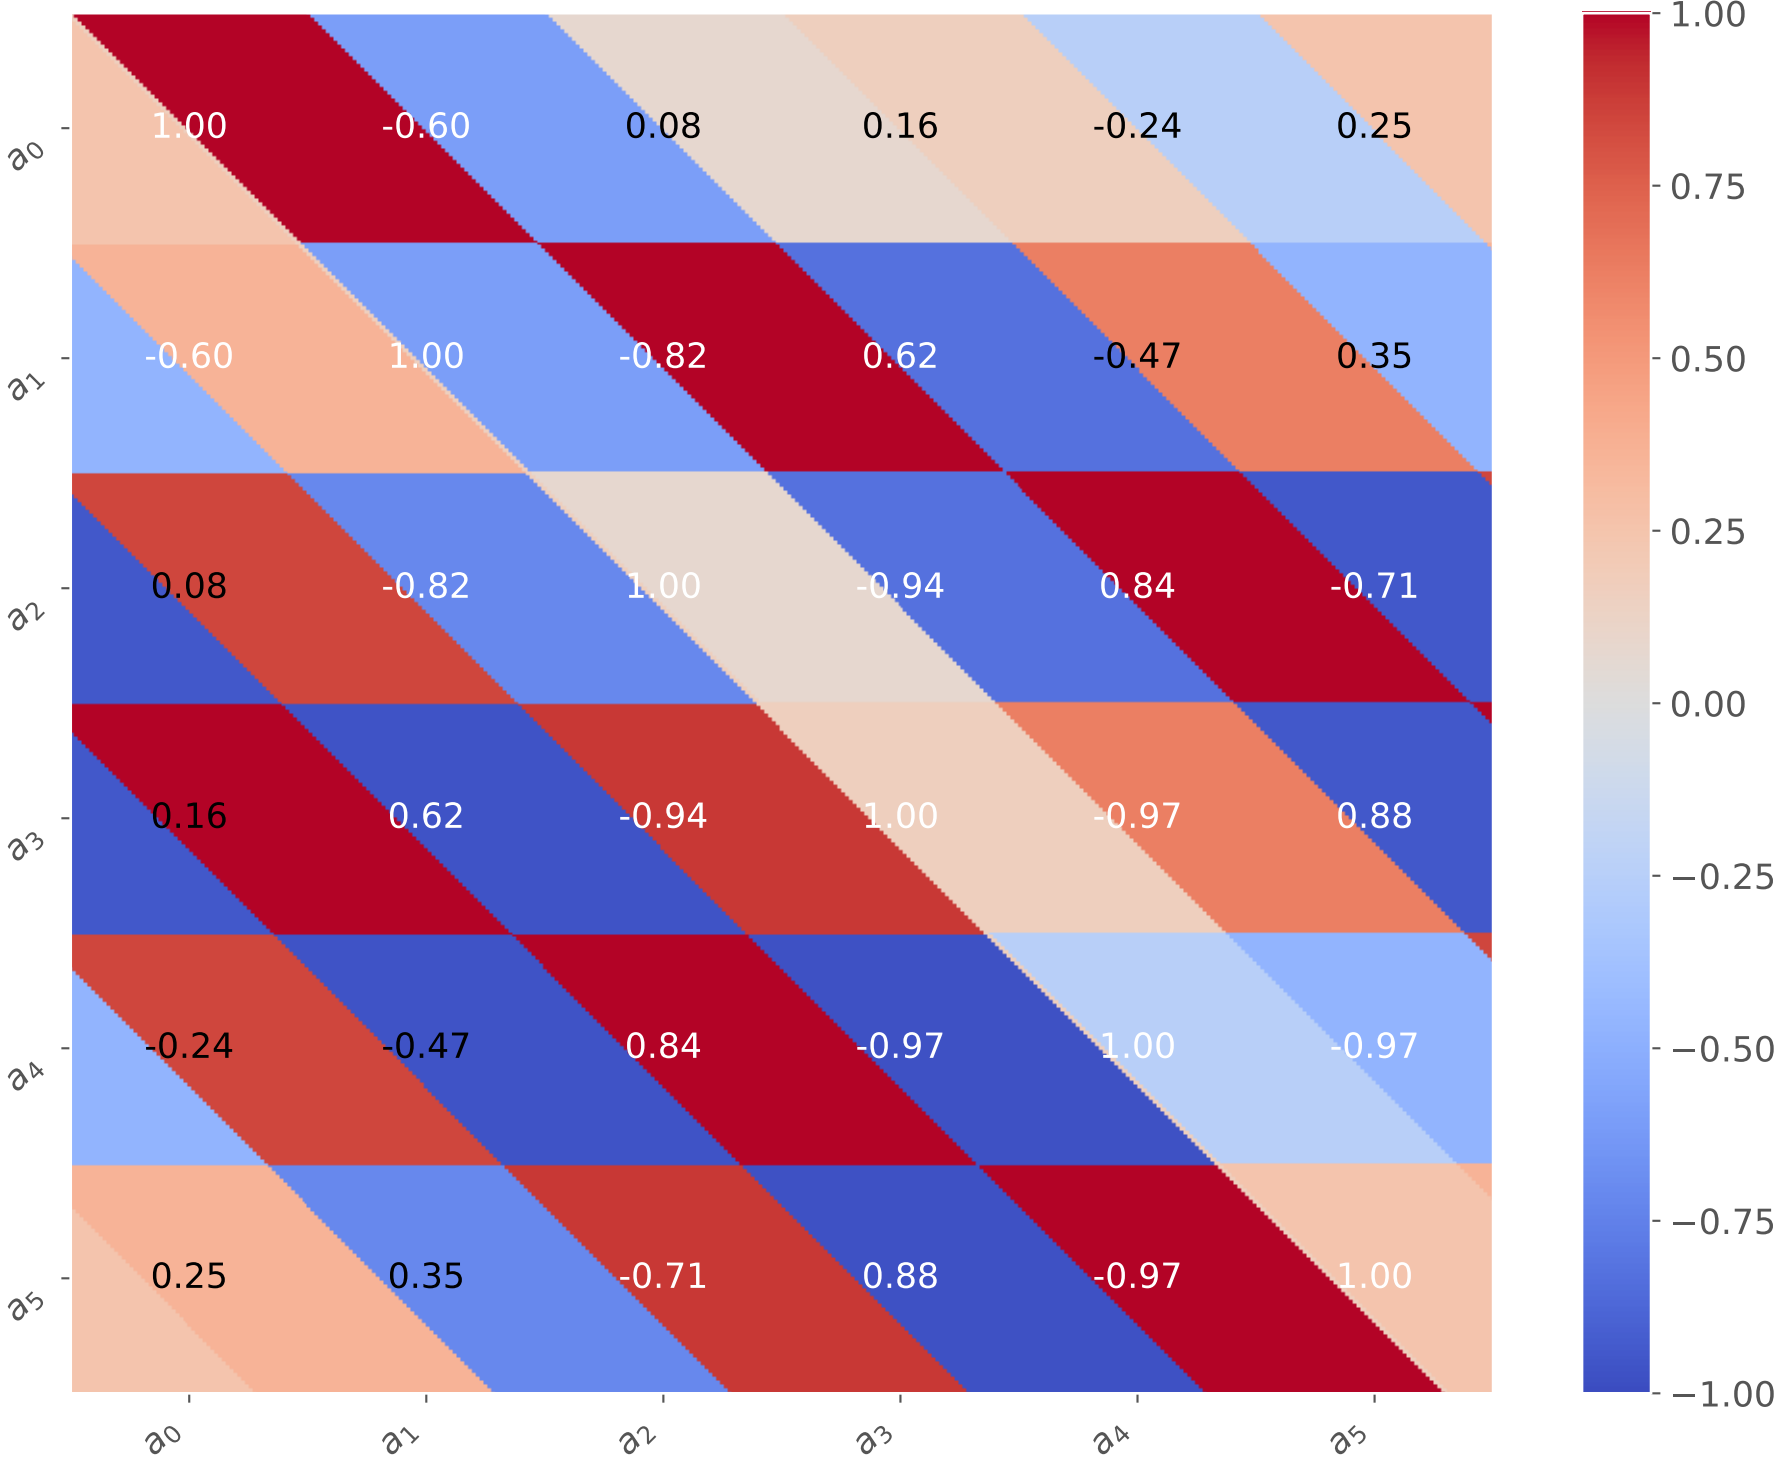 1.00
a0 1.00 -0.60 0.08 0.16 -0.24 0.25
0.75
a1 -0.60 1.00 -0.82 0.62 -0.47 0.35
0.50
0.25
a2 0.08 -0.82 1.00 -0.94 0.84 -0.71
0.00
a3 0.16 0.62 -0.94 1.00 -0.97 0.88
−0.25
a4 -0.24 -0.47 0.84 -0.97 1.00 -0.97
−0.50
−0.75
a5 0.25 0.35 -0.71 0.88 -0.97 1.00
−1.00
a0 a1 a2 a3 a4 a5